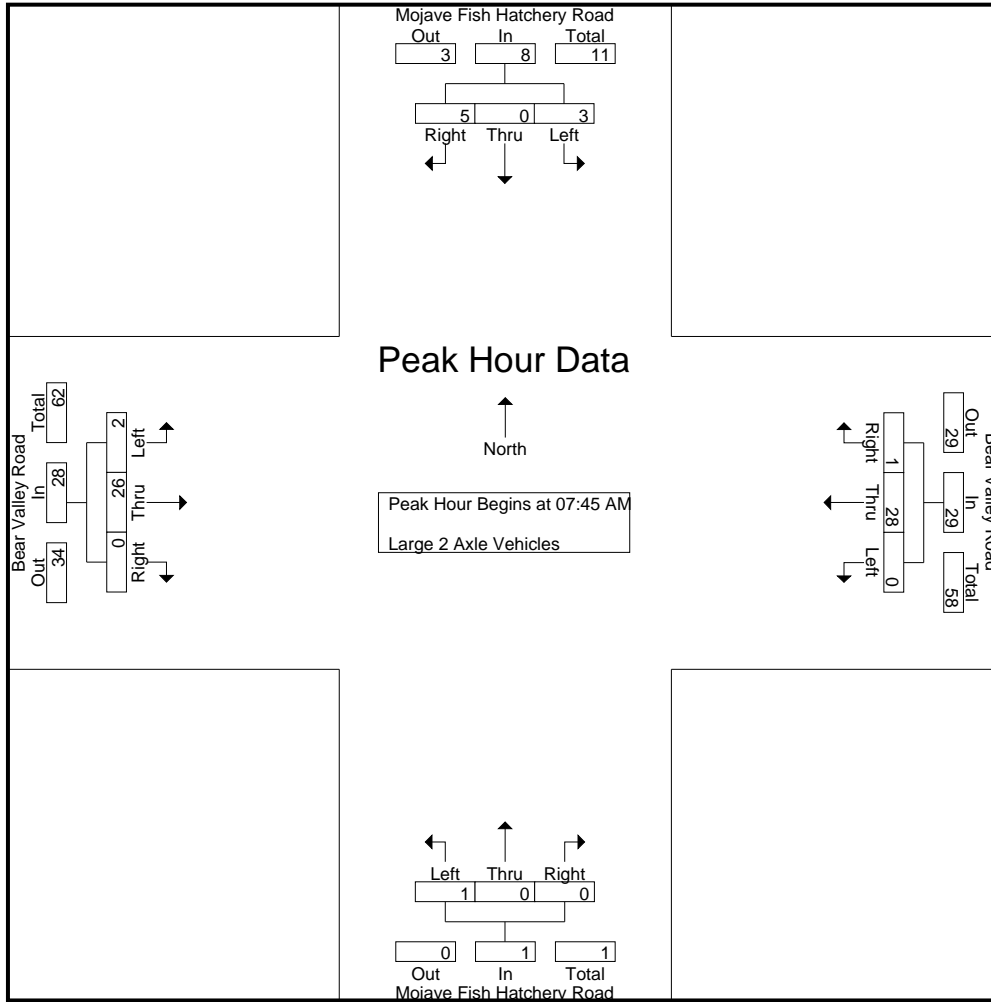 Mojave Fish Hatchery Road
Out In Total
3 8 11
5 0 3
Right Thru Left
Peak Hour Data
North
Peak Hour Begins at 07:45 AM
Large 2 Axle Vehicles
Bear Valley Road
Out In Total
34 28 62
Left Thru Right
2 26 0
Bear Valley Road
Out In Total
29 29 58
Right Thru Left
1 28 0
Left Thru Right
1 0 0
0 1 1
Out In Total
Mojave Fish Hatchery Road